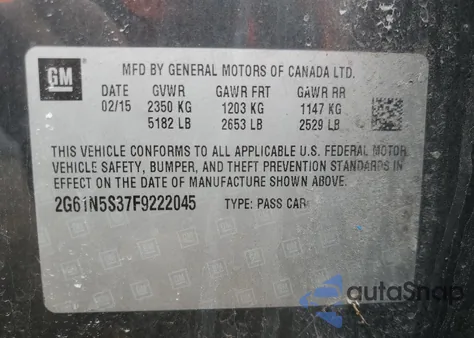 GM
MFD BY GENERAL MOTORS OF CANADA LTD.
DATE GVWR GAWR FRT GAWR RR
02/15 2350 KG 1203 KG 1147 KG
5182 LB 2653 LB 2529 LB
THIS VEHICLE CONFORMS TO ALL APPLICABLE U.S. FEDERAL MOTOR
VEHICLE SAFETY, BUMPER, AND THEFT PREVENTION STANDARDS IN
EFFECT ON THE DATE OF MANUFACTURE SHOWN ABOVE.
2G61N5S37F9222045 TYPE: PASS CAR
autoSnap